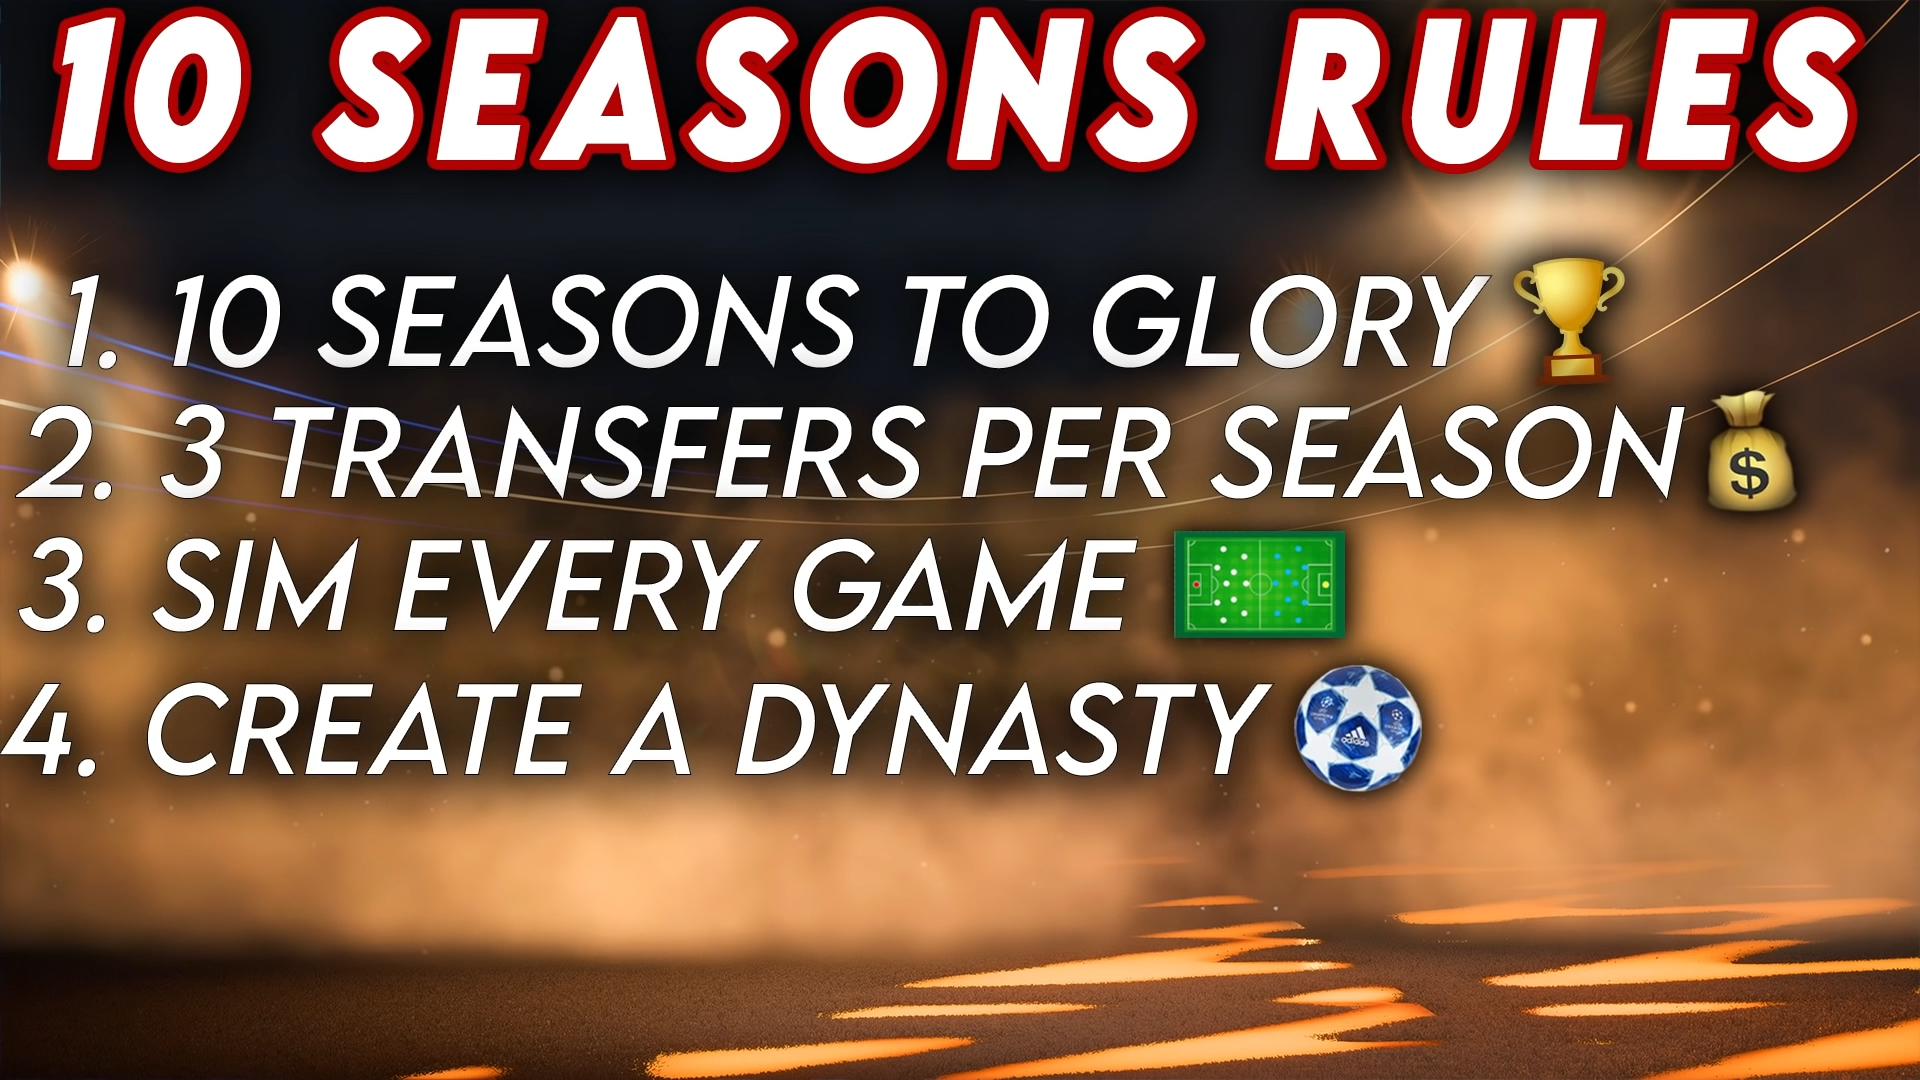 10 SEASONS RULES
1. 10 SEASONS TO GLORY
2. 3 TRANSFERS PER SEASON
$
3. SIM EVERY GAME
4. CREATE A DYNASTY
adidas